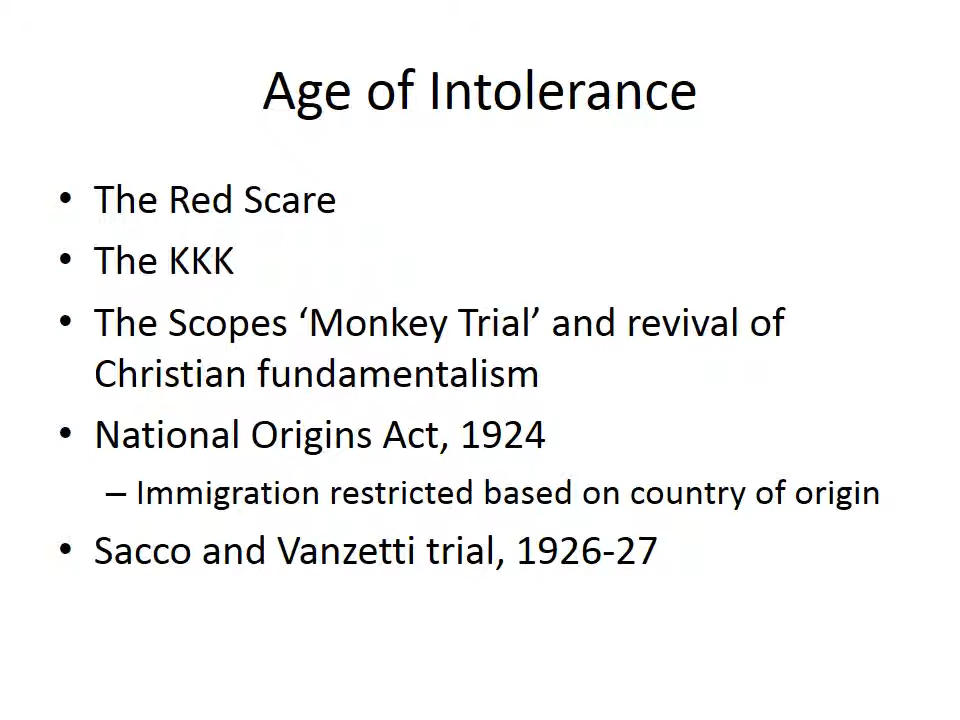 Age of Intolerance
• The Red Scare
• The KKK
• The Scopes ‘Monkey Trial’ and revival of
Christian fundamentalism
• National Origins Act, 1924
– Immigration restricted based on country of origin
• Sacco and Vanzetti trial, 1926-27